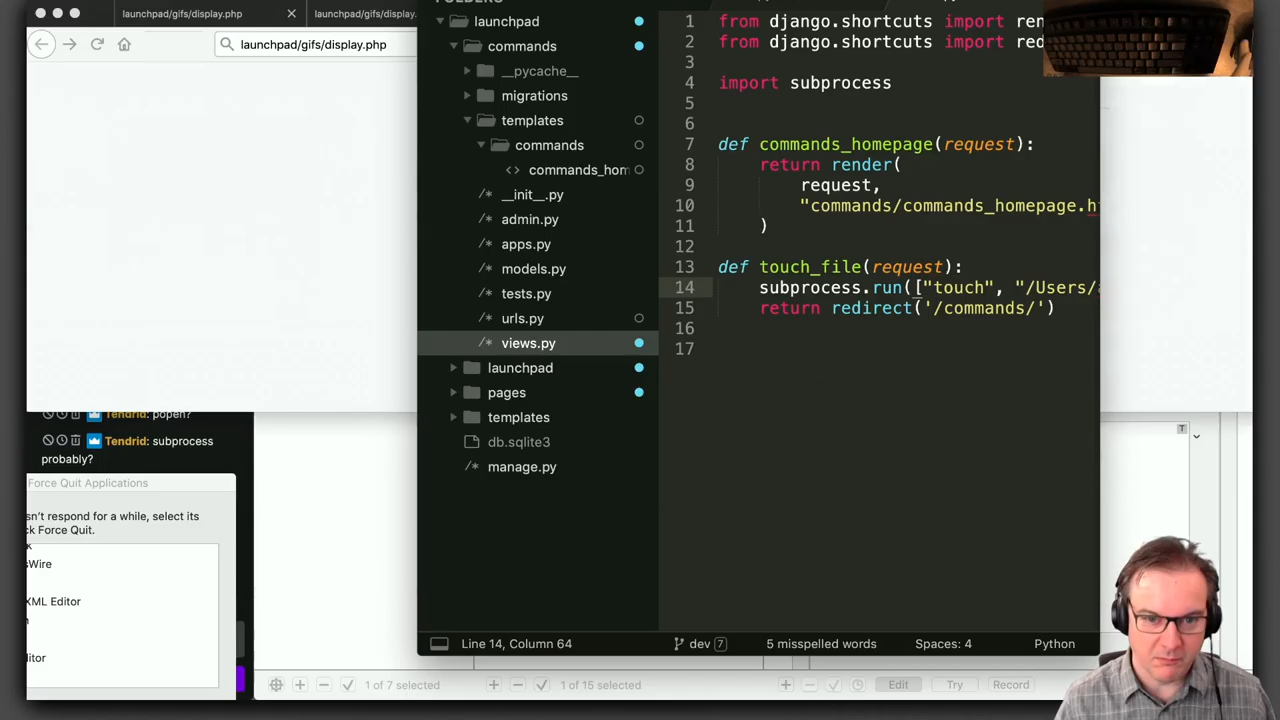 launchpad/gifs/display.php
launchpad/gifs/display.
launchpad/gifs/display.php
FOLDERS
launchpad
commands
__pycache__
migrations
templates
commands
commands_hom
__init__.py
admin.py
apps.py
models.py
tests.py
urls.py
views.py
launchpad
pages
templates
db.sqlite3
manage.py
1 from django.shortcuts import ren
2 from django.shortcuts import red
3
4 import subprocess
5
6
7 def commands_homepage(request):
8 return render(
9 request,
10 "commands/commands_homepage.h
11 )
12
13 def touch_file(request):
14 subprocess.run(["touch", "/Users/a
15 return redirect('/commands/')
16
17
Line 14, Column 64
dev 7
5 misspelled words
Spaces: 4
Python
Tendrid: popen?
Tendrid: subprocess
probably?
Force Quit Applications
sn't respond for a while, select its
ck Force Quit.
sWire
XML Editor
ditor
1 of 7 selected
1 of 15 selected
Edit
Try
Record
T